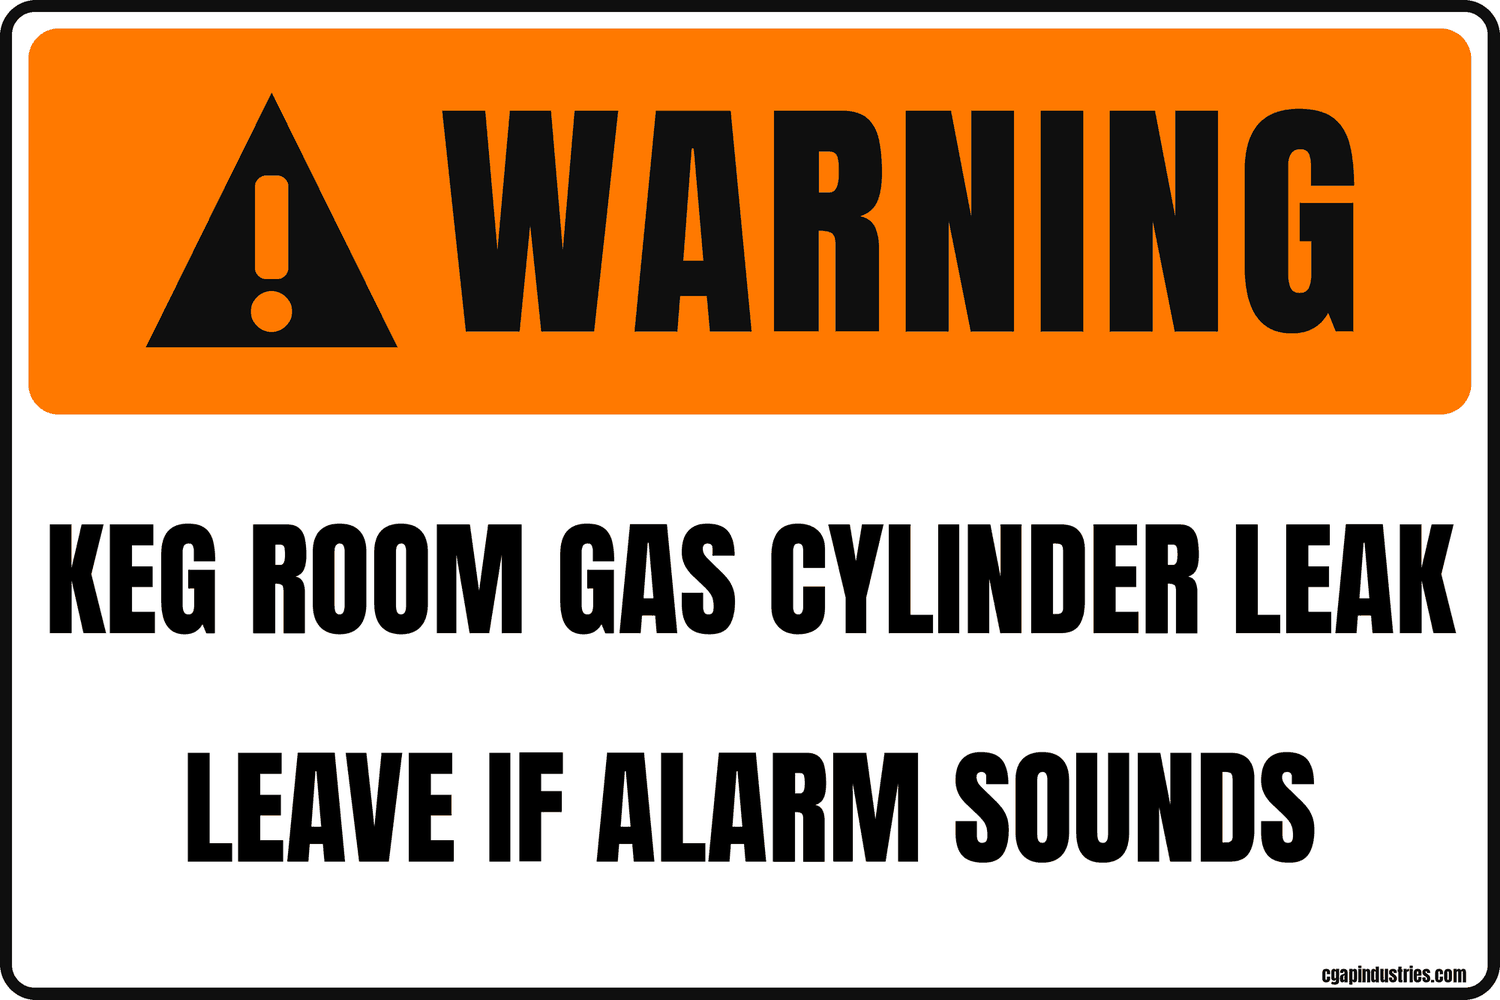 WARNING
KEG ROOM GAS CYLINDER LEAK
LEAVE IF ALARM SOUNDS
cgapindustries.com